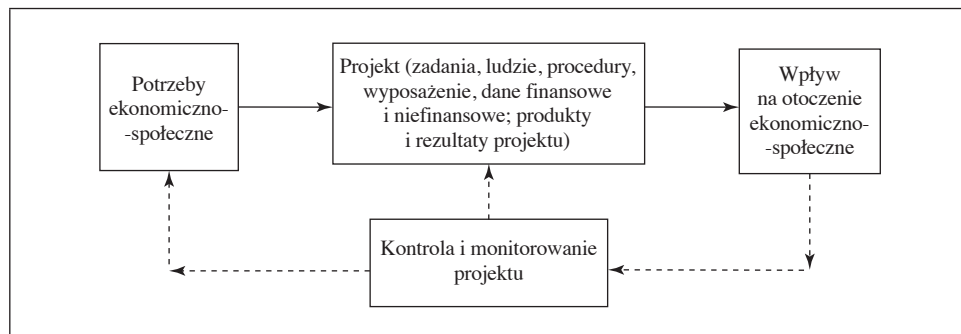 Potrzeby
ekonomiczno-
-społeczne
Projekt (zadania, ludzie, procedury,
wyposażenie, dane finansowe
i niefinansowe; produkty
i rezultaty projektu)
Wpływ
na otoczenie
ekonomiczno-
-społeczne
Kontrola i monitorowanie
projektu